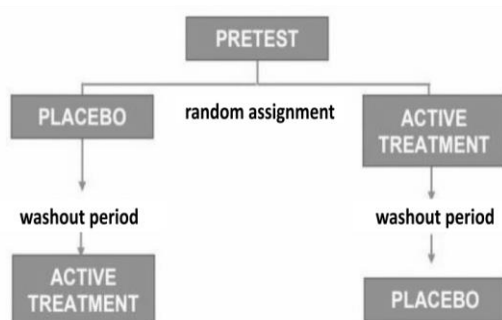 PRETEST
PLACEBO
random assignment
ACTIVE
TREATMENT
washout period
washout period
ACTIVE
TREATMENT
PLACEBO